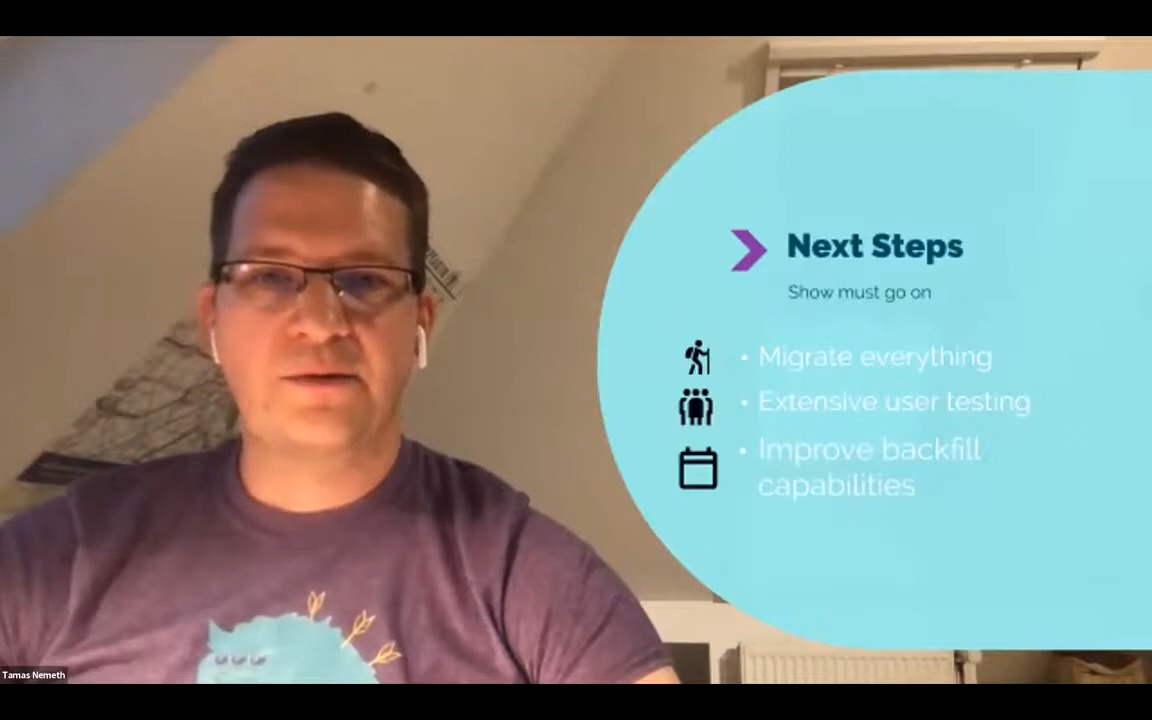 Next Steps
Show must go on
• Migrate everything
• Extensive user testing
• Improve backfill
capabilities
Tamas Nemeth